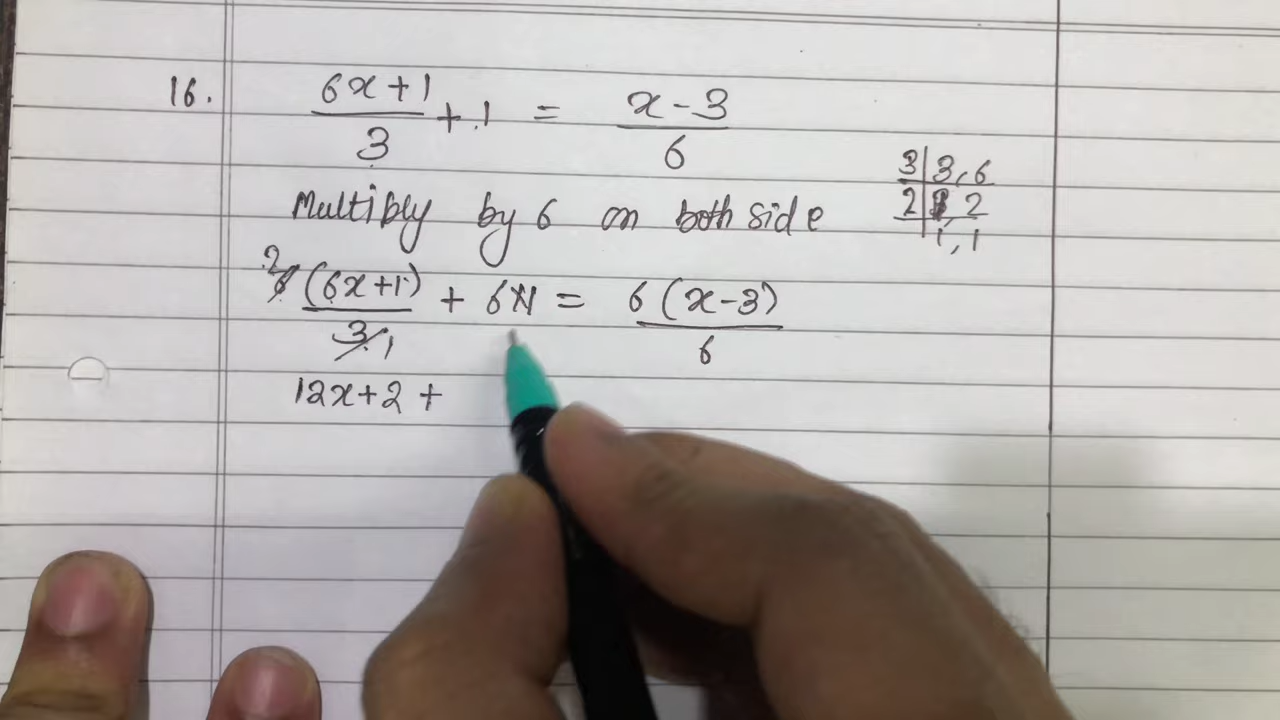 16. (6x+1)/3 + 1 = (x-3)/6
3 | 3, 6
2 | 1, 2
1, 1
Multibly by 6 on both side
2 6(6x+1)/3 1 + 6×1 = 6(x-3)/6
12x+2 +